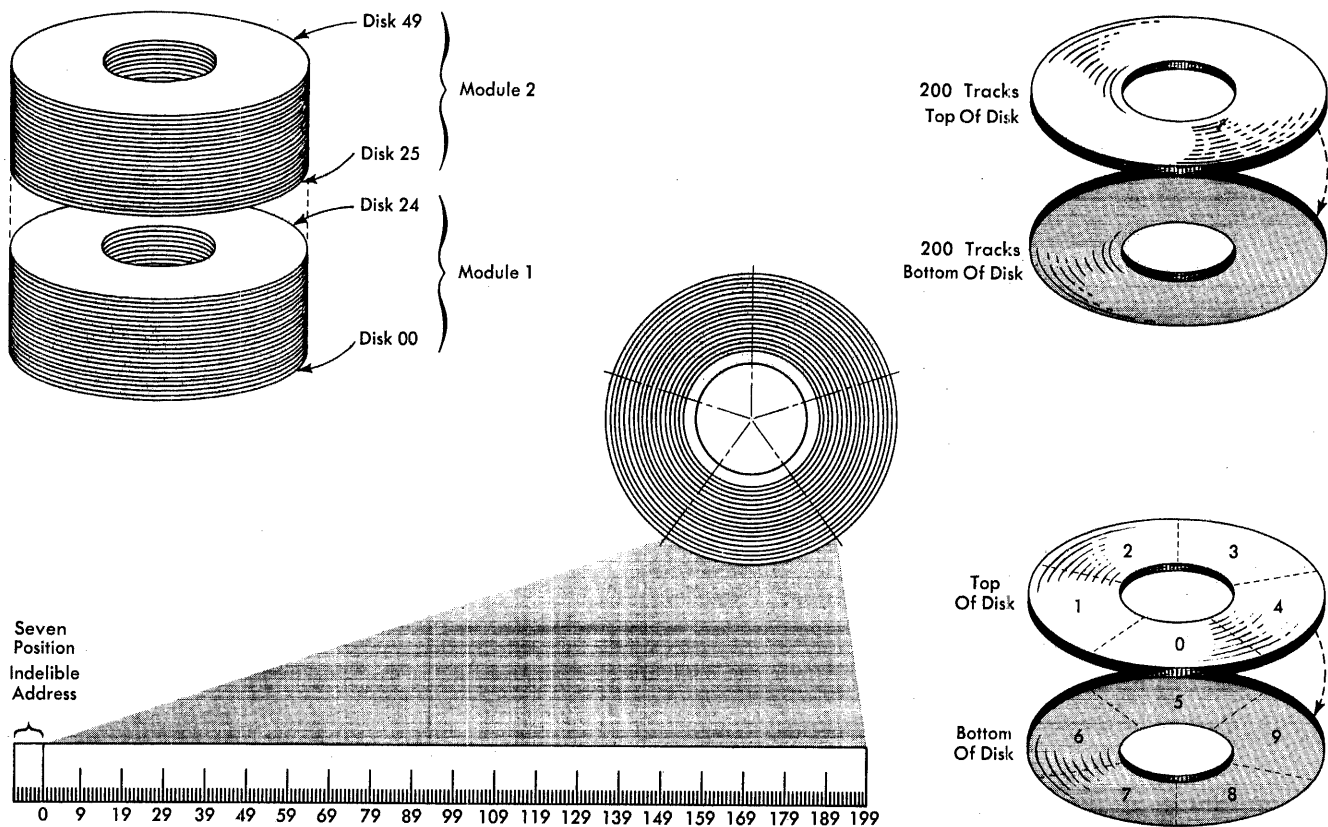 Disk 49
Module 2
Disk 25
Disk 24
Module 1
Disk 00
200 Tracks
Top Of Disk
200 Tracks
Bottom Of Disk
Seven
Position
Indelible
Address
0 9 19 29 39 49 59 69 79 89 99 109 119 129 139 149 159 169 179 189 199
Top
Of Disk
2 3
1 4
0
Bottom
Of Disk
5
6 9
7 8